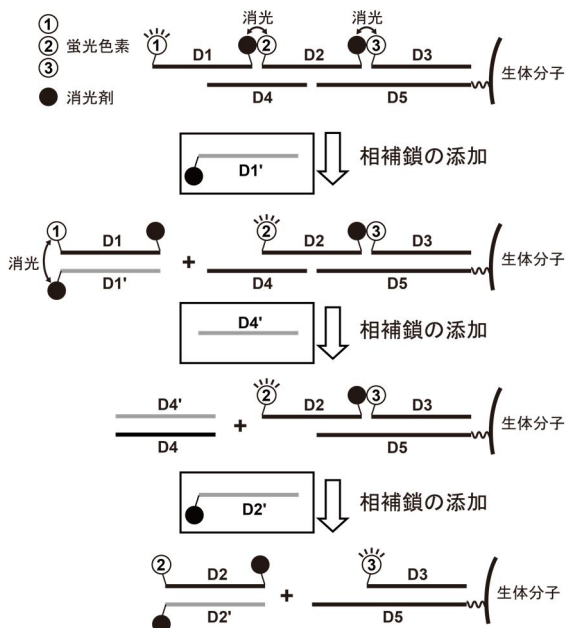 ① 
② 蛍光色素
③
消光剤
消光 消光
① ② ③
D1 D2 D3
D4 D5
生体分子
D1'
相補鎖の添加
① ② ③
D1 D2 D3
消光
D1' + D4 D5
生体分子
D4'
相補鎖の添加
② ③
D4' D2 D3
+
D4 D5
生体分子
D2'
相補鎖の添加
② ③
D2 D3
+
D2' D5
生体分子